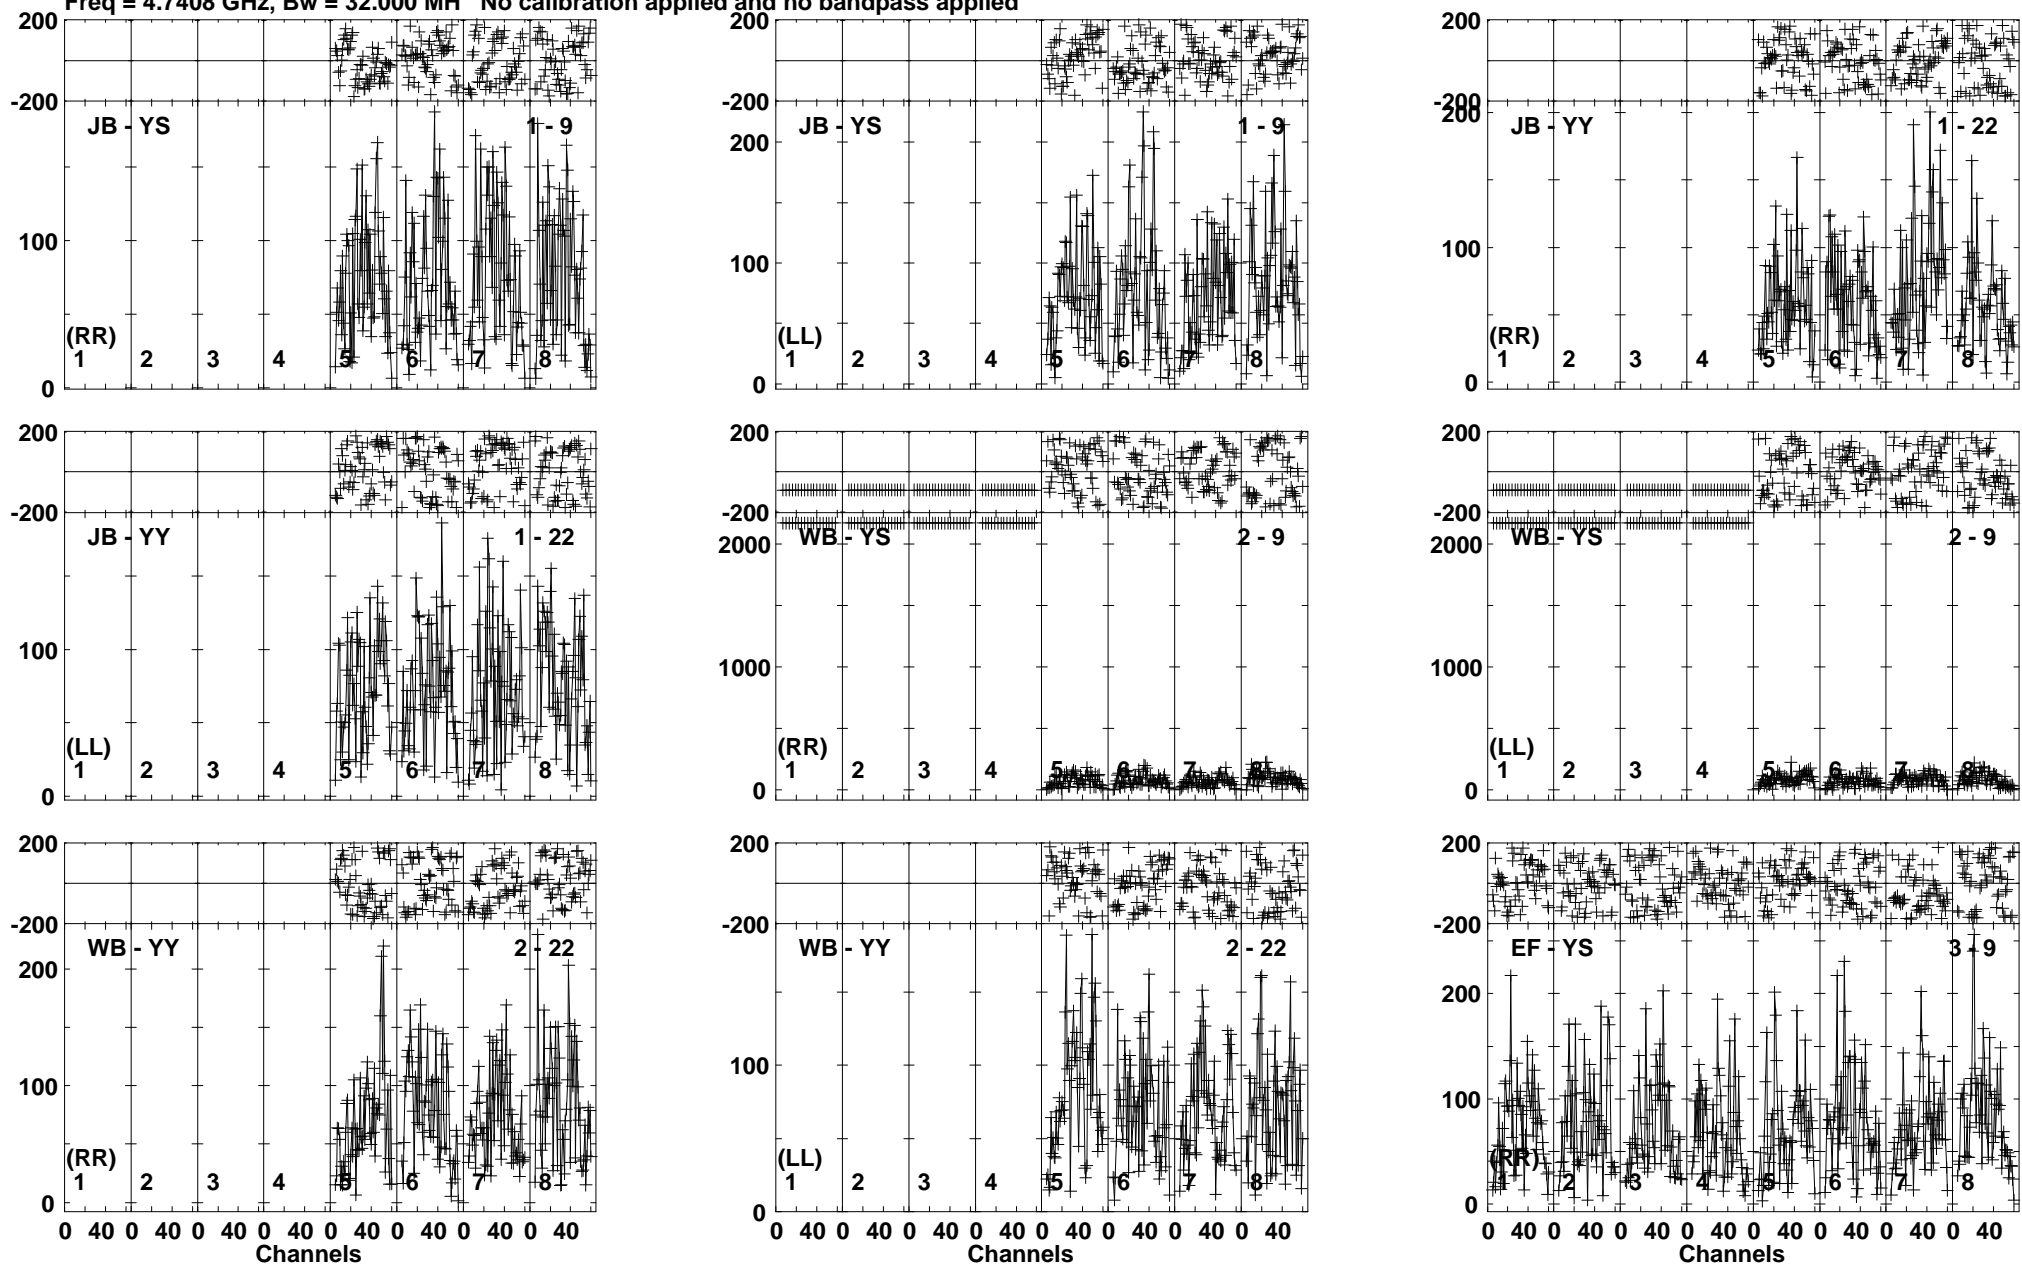 Freq = 4.7408 GHz, Bw = 32.000 MH No calibration applied and no bandpass applied
200 200 200
-200 -200 -200
JB - YS 1 - 9 JB - YS 1 - 9 JB - YY 1 - 22
200 200
100 100 100
(RR) (LL) (RR)
1 2 3 4 5 6 7 8 1 2 3 4 5 6 7 8 1 2 3 4 5 6 7 8
0 0 0
200 200 200
-200 -200 -200
JB - YY 1 - 22 WB - YS 2 - 9 WB - YS 2 - 9
2000 2000
100 1000 1000
(LL) (RR) (LL)
1 2 3 4 5 6 7 8 1 2 3 4 5 6 7 8 1 2 3 4 5 6 7 8
0 0 0
200 200 200
-200 -200 -200
WB - YY 2 - 22 WB - YY 2 - 22 EF - YS 3 - 9
200 200
100 100 100
(RR) (LL) (RR)
1 2 3 4 5 6 7 8 1 2 3 4 5 6 7 8 1 2 3 4 5 6 7 8
0 0 0
0 40 0 40 0 40 0 40 0 40 0 40 0 40 0 40 0 40 0 40 0 40 0 40 0 40 0 40 0 40 0 40 0 40 0 40 0 40 0 40 0 40 0 40 0 40 0 40
Channels Channels Channels